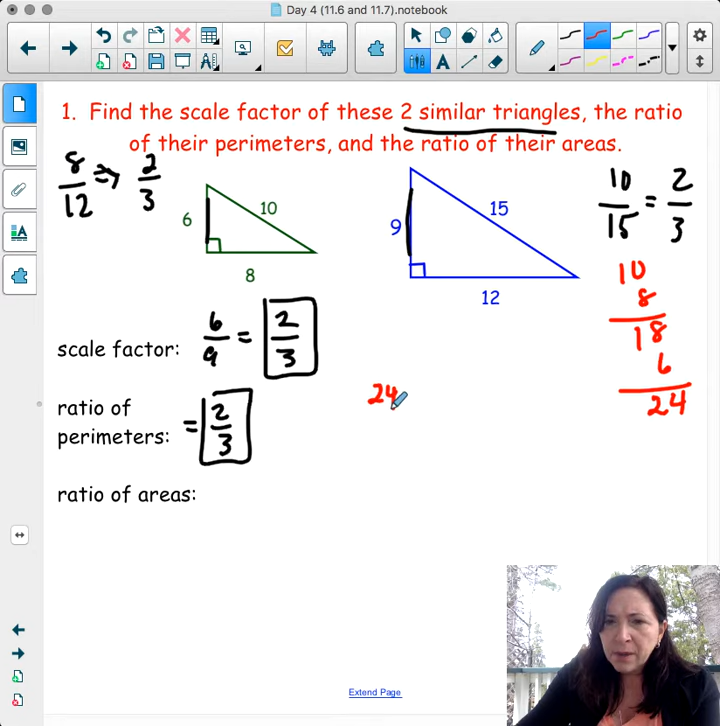 Day 4 (11.6 and 11.7).notebook
1. Find the scale factor of these 2 similar triangles, the ratio
of their perimeters, and the ratio of their areas.
8/12 ⇒ 2/3
6
10
8
9
15
12
10/15 = 2/3
10
8
18
6
24
scale factor: 6/9 = 2/3
24
ratio of
perimeters: = 2/3
ratio of areas:
Extend Page